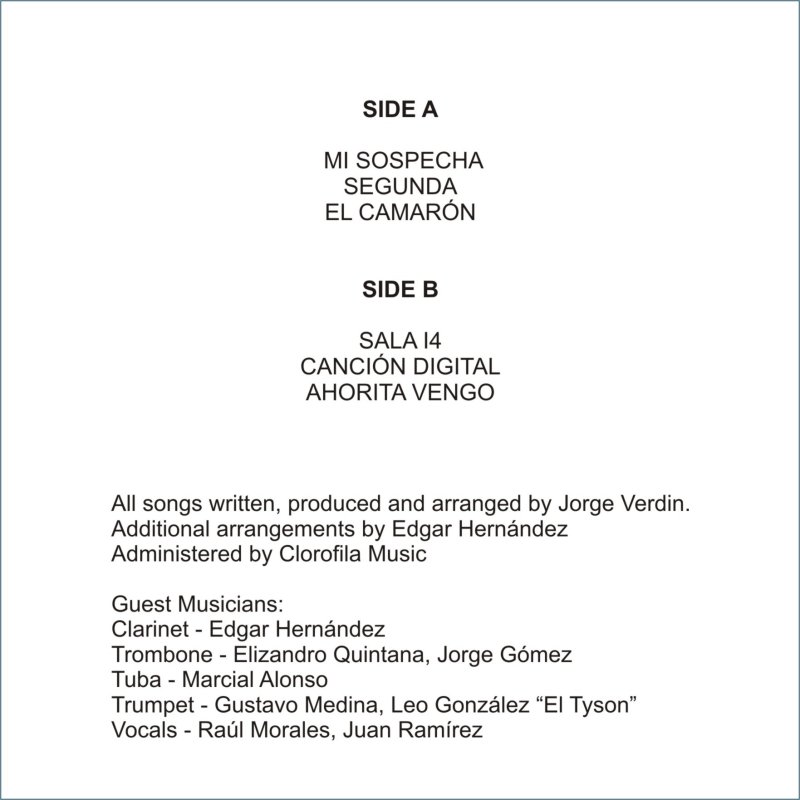 SIDE A
MI SOSPECHA
SEGUNDA
EL CAMARÓN
SIDE B
SALA I4
CANCIÓN DIGITAL
AHORITA VENGO
All songs written, produced and arranged by Jorge Verdin.
Additional arrangements by Edgar Hernández
Administered by Clorofila Music
Guest Musicians:
Clarinet - Edgar Hernández
Trombone - Elizandro Quintana, Jorge Gómez
Tuba - Marcial Alonso
Trumpet - Gustavo Medina, Leo González “El Tyson”
Vocals - Raúl Morales, Juan Ramírez